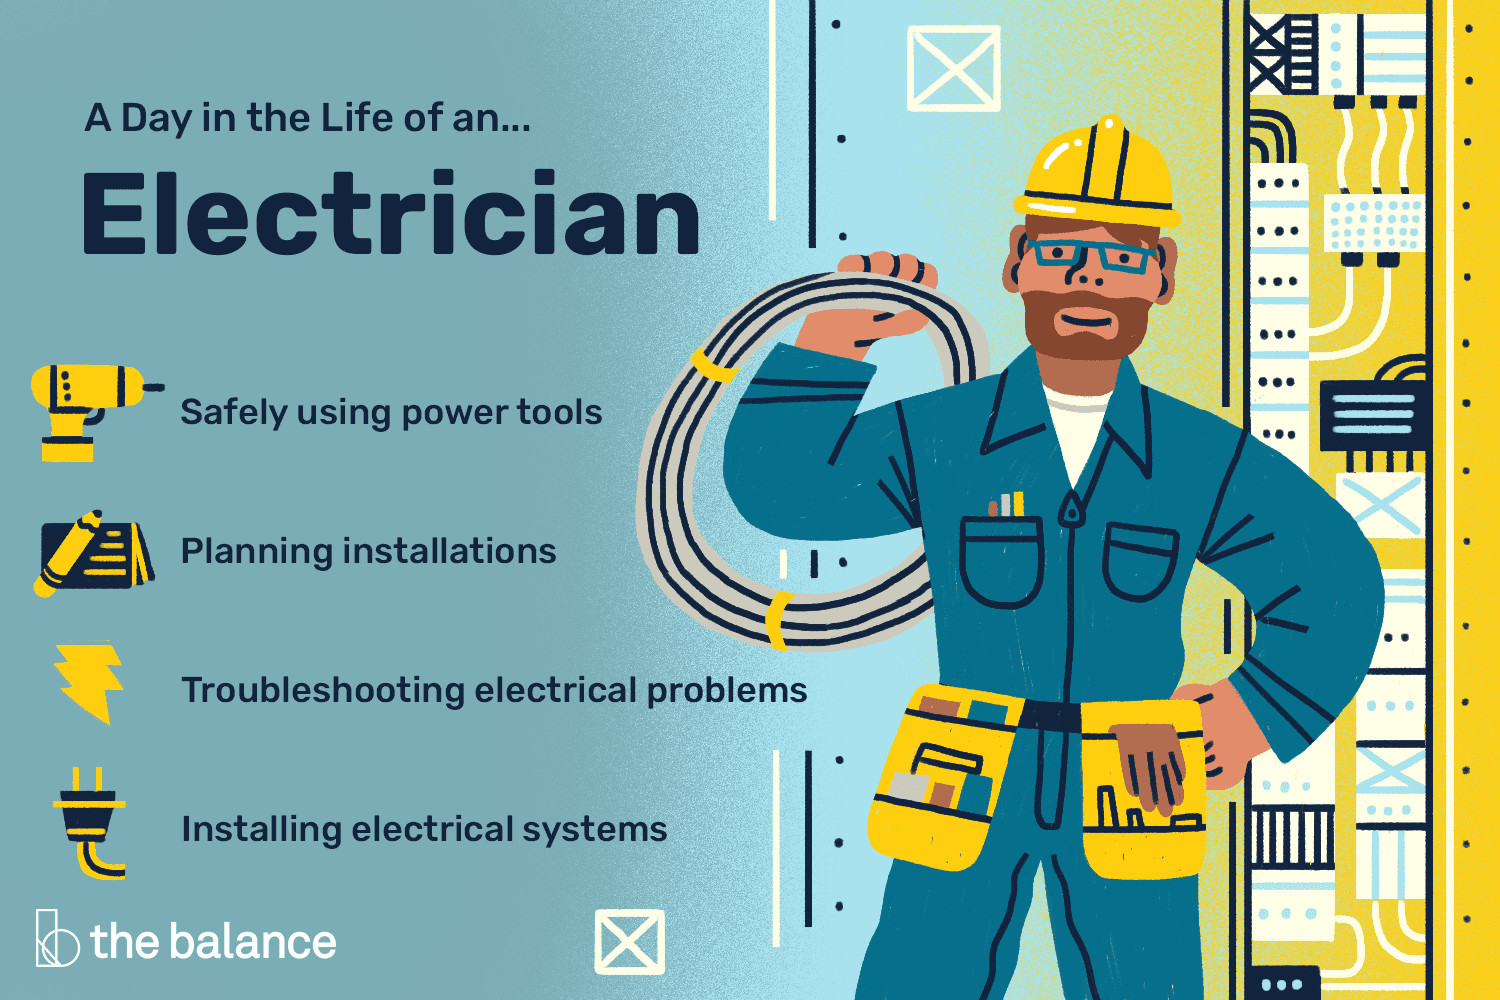 A Day in the Life of an...
Electrician
Safely using power tools
Planning installations
Troubleshooting electrical problems
Installing electrical systems
the balance